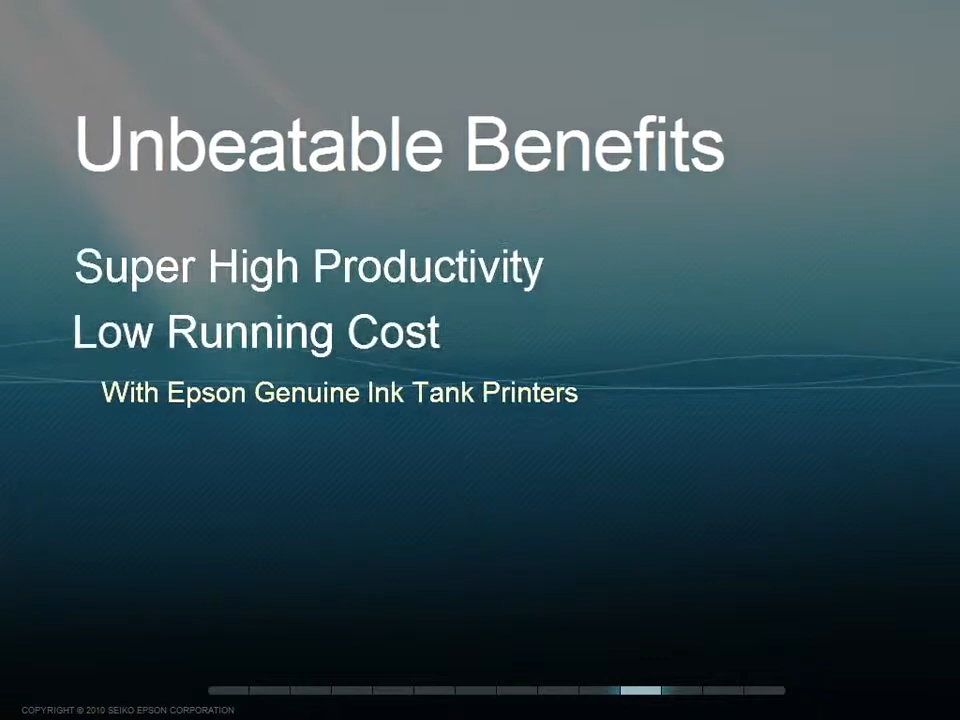 Unbeatable Benefits
Super High Productivity
Low Running Cost
With Epson Genuine Ink Tank Printers
COPYRIGHT © 2010 SEIKO EPSON CORPORATION